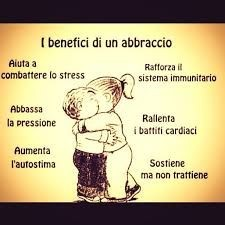 I benefici di un abbraccio
Aiuta a
combattere lo stress
Rafforza il
sistema immunitario
Abbassa
la pressione
Rallenta
i battiti cardiaci
Aumenta
l'autostima
Sostiene
ma non trattiene